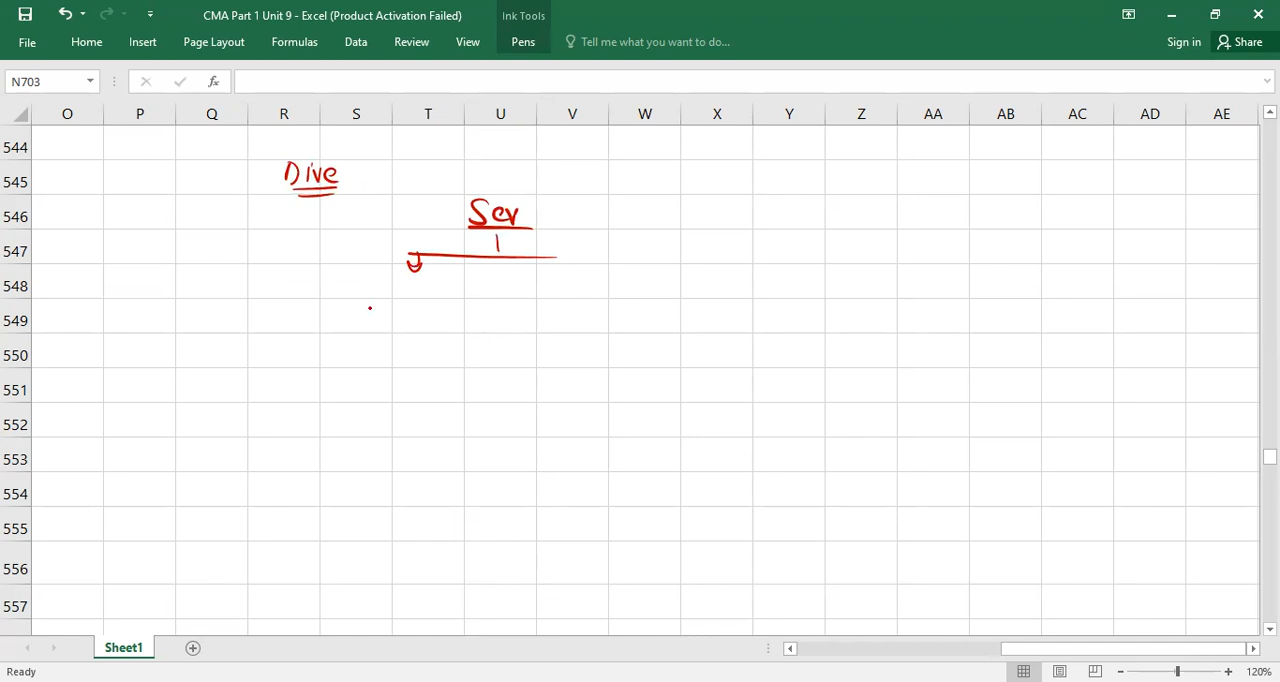 CMA Part 1 Unit 9 - Excel (Product Activation Failed)
Ink Tools
File Home Insert Page Layout Formulas Data Review View Pens Tell me what you want to do... Sign in Share
N703 fx
O P Q R S T U V W X Y Z AA AB AC AD AE
544
545
546
547
548
549
550
551
552
553
554
555
556
557
Dive
Ser
Sheet1
Ready 120%